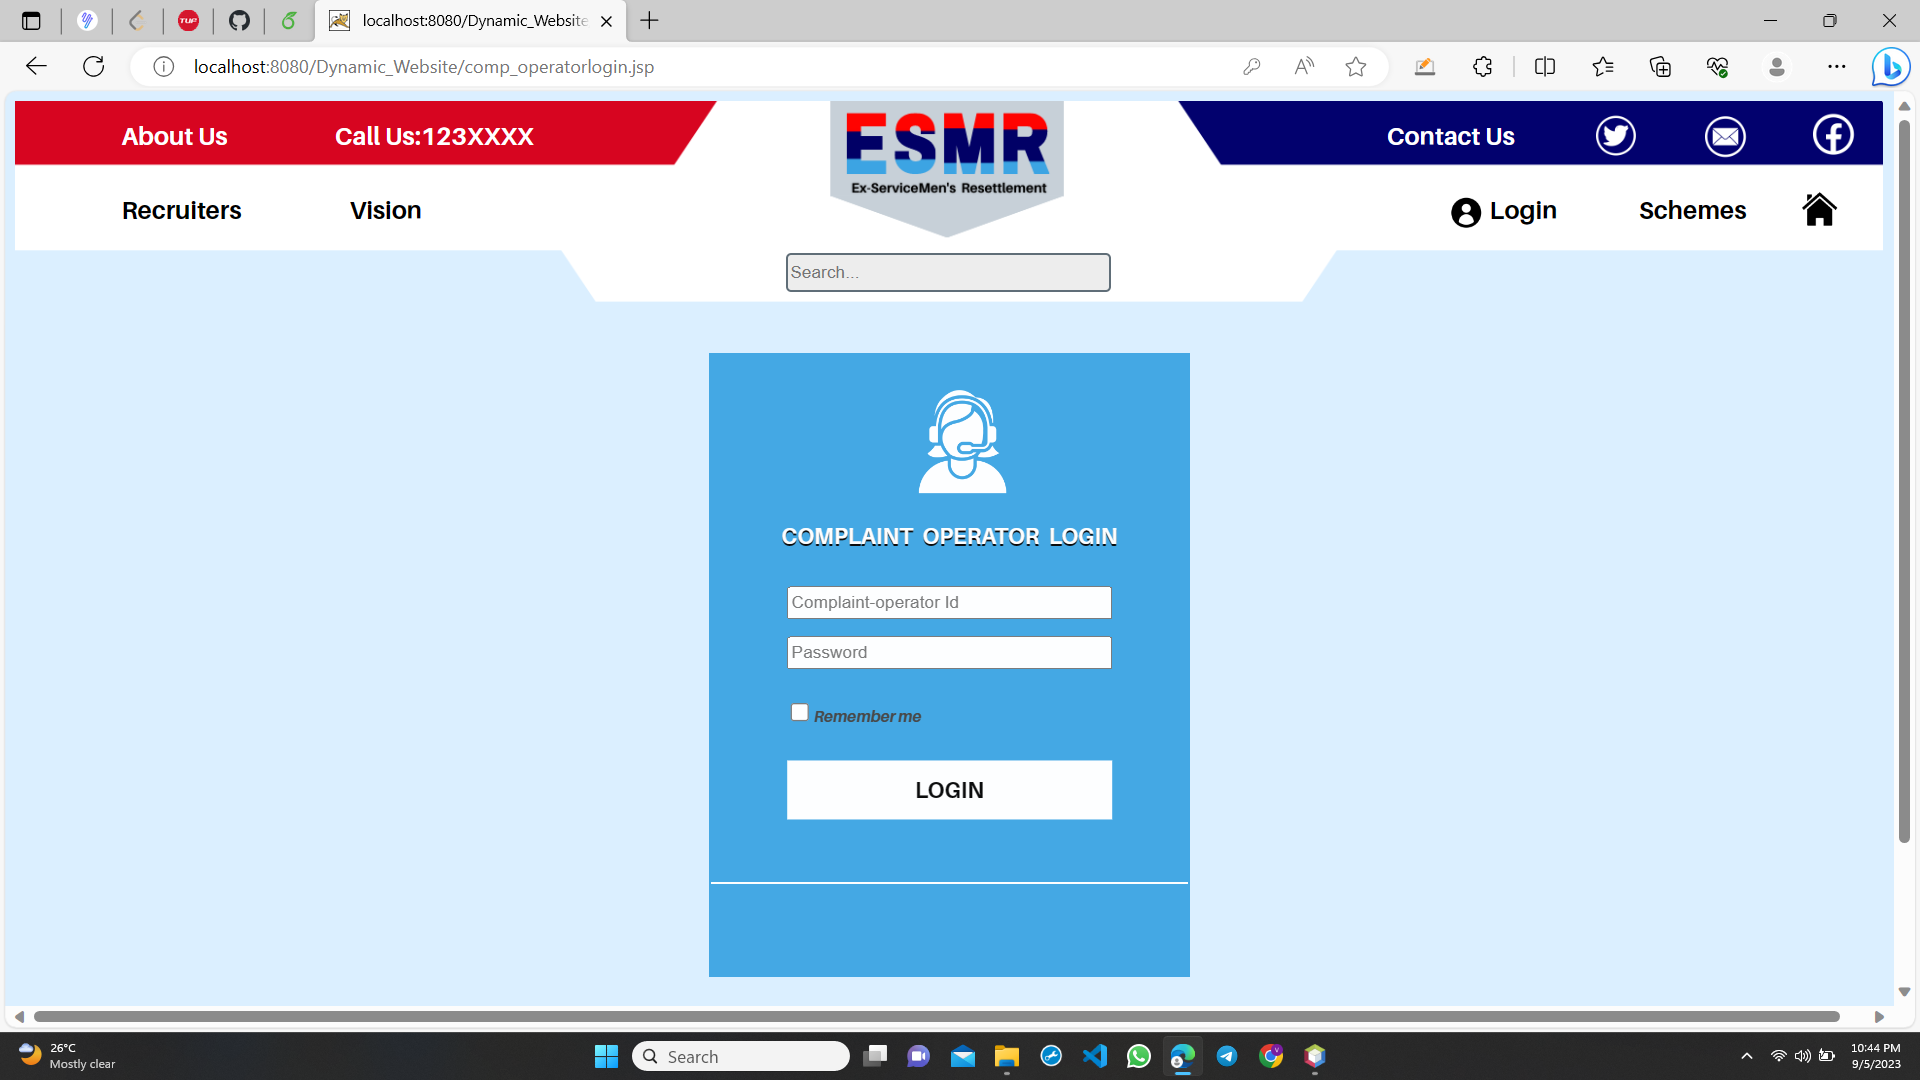 localhost:8080/Dynamic_Website
localhost:8080/Dynamic_Website/comp_operatorlogin.jsp
About Us
Call Us:123XXXX
ESMR
Ex-ServiceMen's Resettlement
Contact Us
Recruiters
Vision
Login
Schemes
Search...
COMPLAINT OPERATOR LOGIN
Complaint-operator Id
Password
Remember me
LOGIN
26°C
Mostly clear
Search
10:44 PM
9/5/2023